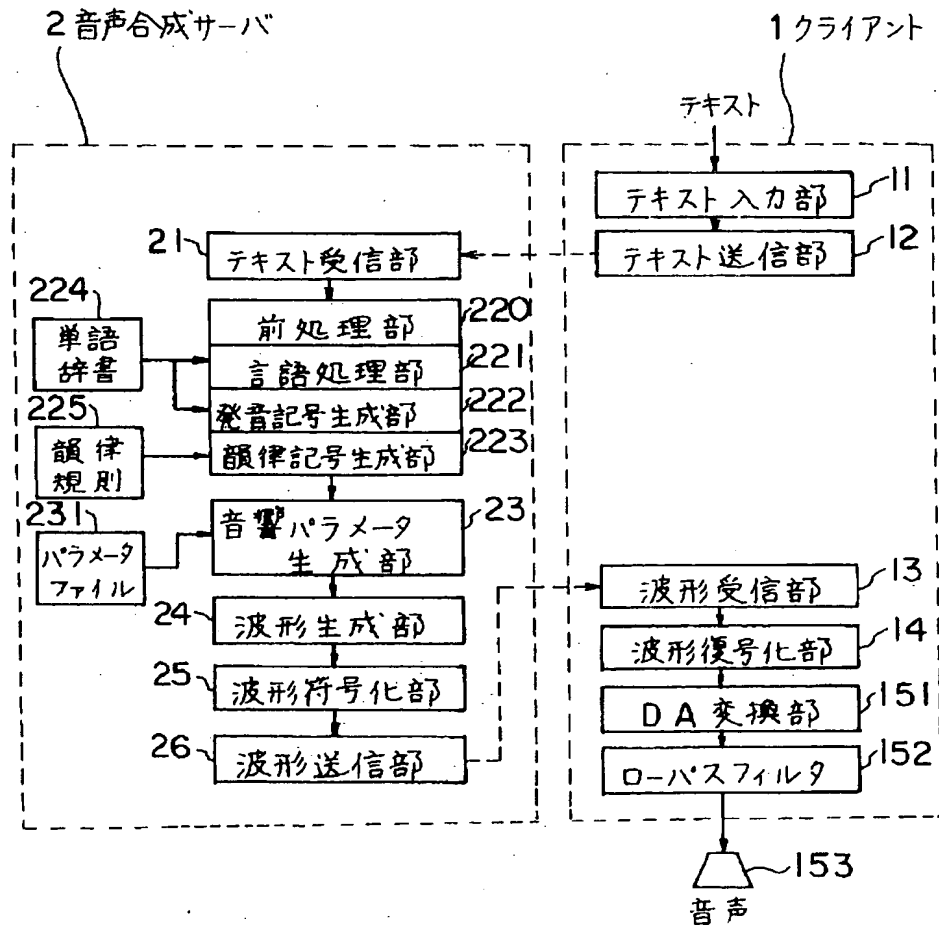 2 音声合成サーバ
1 クライアント
テキスト
テキスト入力部
11
テキスト送信部
12
21
テキスト受信部
224
単語
辞書
前処理部
220
言語処理部
221
発音記号生成部
222
225
韻律
規則
韻律記号生成部
223
231
パラメータ
ファイル
音響パラメータ
生成部
23
24
波形生成部
25
波形符号化部
26
波形送信部
波形受信部
13
波形復号化部
14
DA変換部
151
ローパスフィルタ
152
153
音声